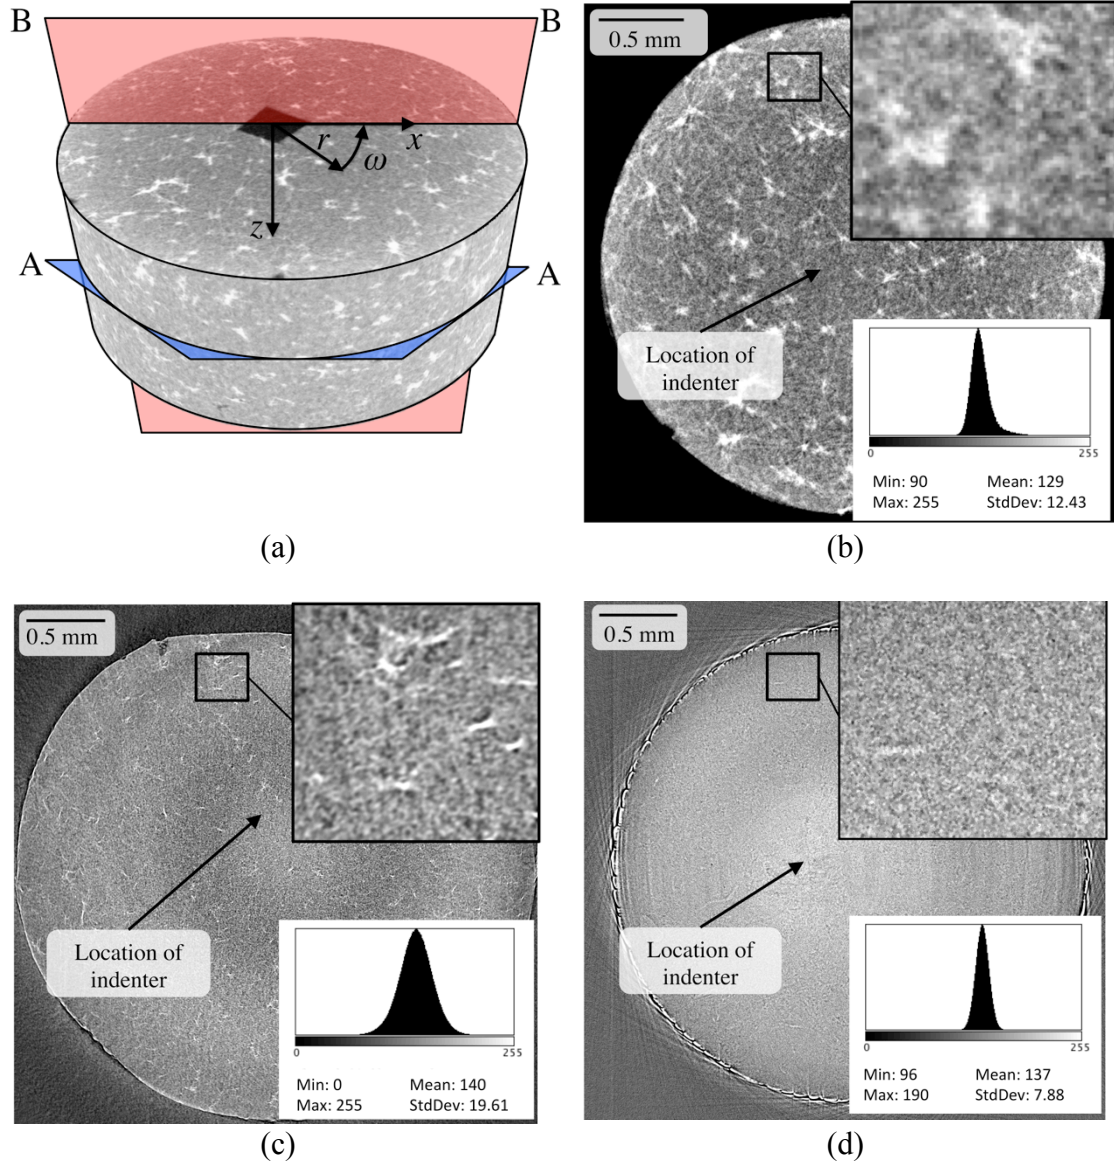 B
B
r
x
ω
z
A
A
(a)
0.5 mm
Location of
indenter
0
255
Min: 90 Mean: 129
Max: 255 StdDev: 12.43
(b)
0.5 mm
Location of
indenter
0
255
Min: 0 Mean: 140
Max: 255 StdDev: 19.61
(c)
0.5 mm
Location of
indenter
0
255
Min: 96 Mean: 137
Max: 190 StdDev: 7.88
(d)